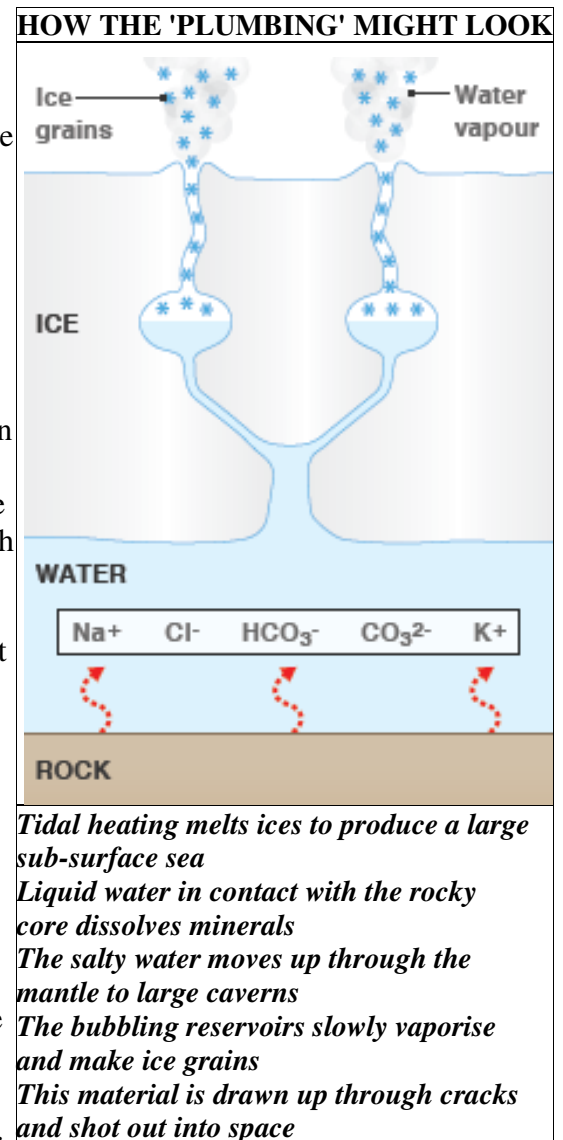 HOW THE 'PLUMBING' MIGHT LOOK
Ice
grains
Water
vapour
ICE
WATER
Na+ Cl- HCO₃- CO₃²- K+
ROCK
Tidal heating melts ices to produce a large
sub-surface sea
Liquid water in contact with the rocky
core dissolves minerals
The salty water moves up through the
mantle to large caverns
The bubbling reservoirs slowly vaporise
and make ice grains
This material is drawn up through cracks
and shot out into space